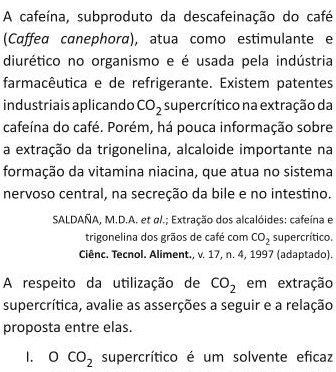 A cafeína, subproduto da descafeinação do café
(Caffea canephora), atua como estimulante e
diurético no organismo e é usada pela indústria
farmacêutica e de refrigerante. Existem patentes
industriais aplicando CO₂ supercrítico na extração da
cafeína do café. Porém, há pouca informação sobre
a extração da trigonelina, alcaloide importante na
formação da vitamina niacina, que atua no sistema
nervoso central, na secreção da bile e no intestino.
SALDAÑA, M.D.A. et al.; Extração dos alcalóides: cafeína e
trigonelina dos grãos de café com CO₂ supercrítico.
Ciênc. Tecnol. Aliment., v. 17, n. 4, 1997 (adaptado).
A respeito da utilização de CO₂ em extração
supercrítica, avalie as asserções a seguir e a relação
proposta entre elas.
I. O CO₂ supercrítico é um solvente eficaz